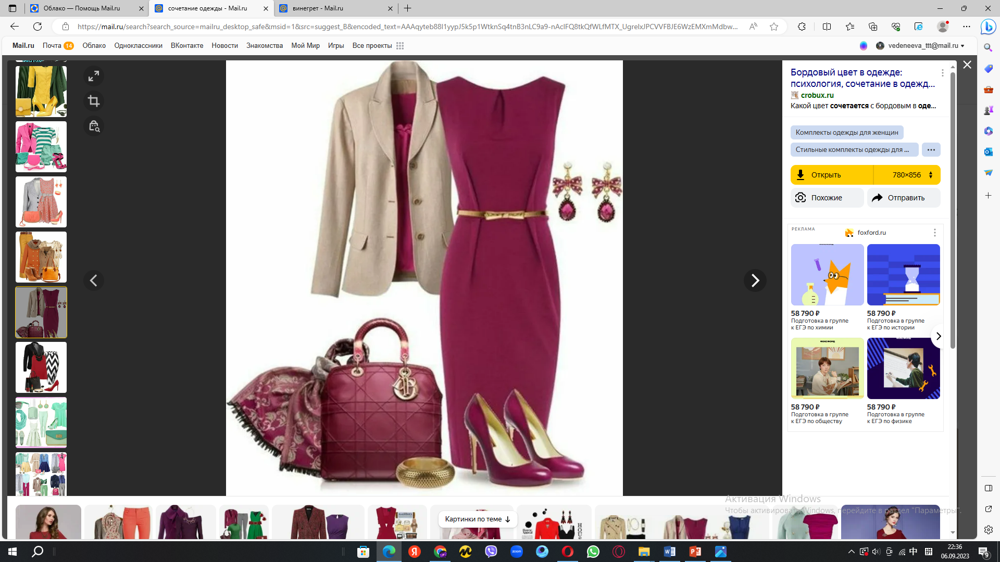 Облако — Помощь Mail.ru
сочетание одежды - Mail.ru
винегрет - Mail.ru
https://mail.ru/search?search_source=mailru_desktop_safe&msid=1&src=suggest_B&encoded_text=
Mail.ru
Почта 14
Облако
Одноклассники
ВКонтакте
Новости
Знакомства
Мой Мир
Игры
Все проекты
vedeneeva_ttt@mail.ru
Бордовый цвет в одежде:
психология, сочетание в одежд...
crobux.ru
Какой цвет сочетается с бордовым в оде...
Комплекты одежды для женщин
Стильные комплекты одежды для ...
Открыть
780×856
Похожие
Отправить
РЕКЛАМА
foxford.ru
58 790 ₽
Подготовка в группе
к ЕГЭ по химии
58 790 ₽
Подготовка в группе
к ЕГЭ по истории
ФОКСФОРД
58 790 ₽
Подготовка в группе
к ЕГЭ по обществу
58 790 ₽
Подготовка в группе
к ЕГЭ по физике
Активация Windows
Чтобы активировать Windows, перейдите в раздел "Параметры".
Картинки по теме
zoom
中
22:36
06.09.2023
9